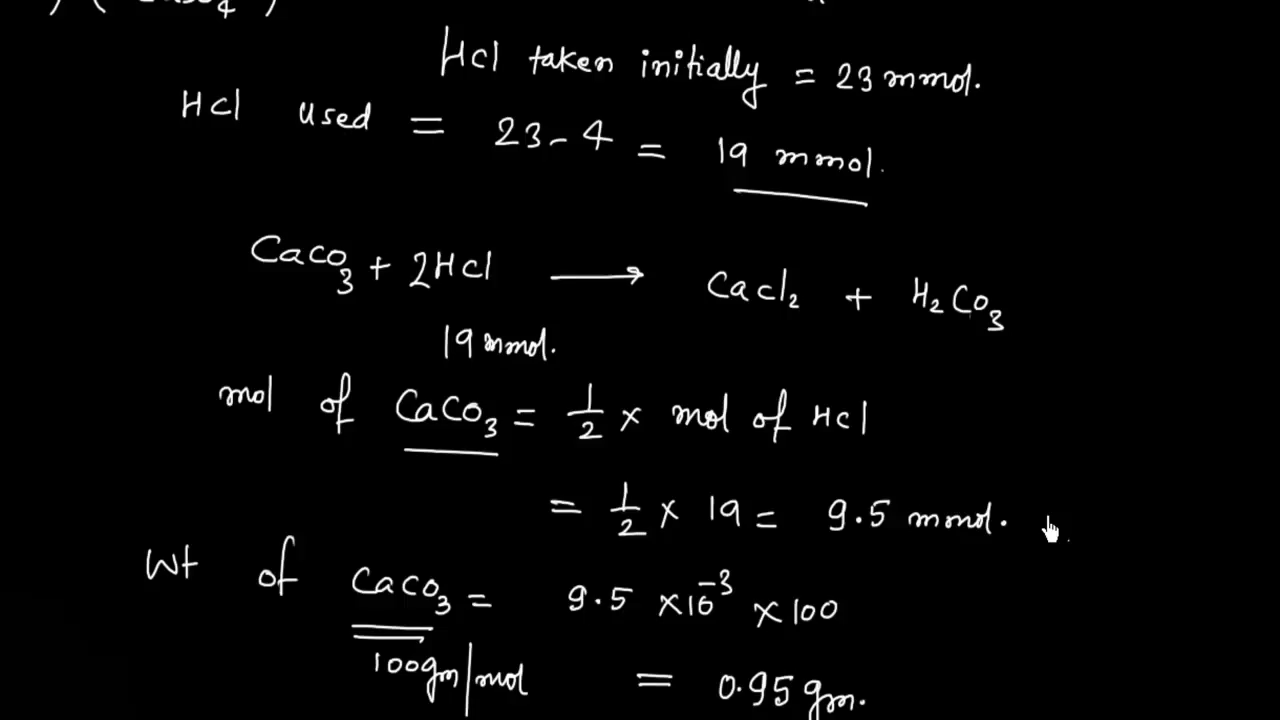 ) ( CaSO4 )
HCl taken initially = 23 mmol.
HCl used = 23 - 4 = 19 mmol.
CaCO3 + 2HCl ⟶ CaCl2 + H2CO3
19 mmol.
mol of CaCO3 = 1/2 × mol of HCl
= 1/2 × 19 = 9.5 mmol.
Wt of CaCO3 = 9.5 × 10^-3 × 100
100gm/mol = 0.95 gm.